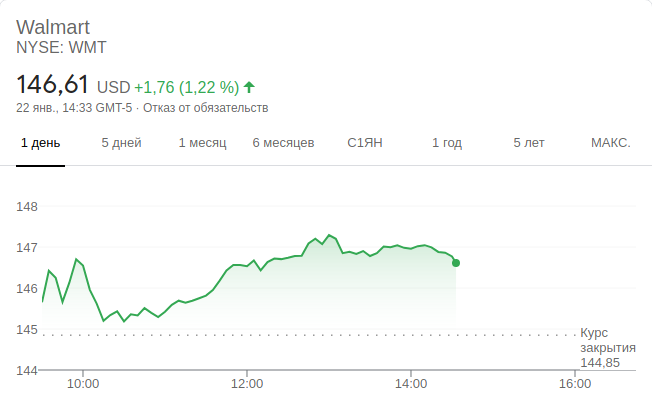 Walmart
NYSE: WMT
146,61 USD +1,76 (1,22 %)
22 янв., 14:33 GMT-5 · Отказ от обязательств
1 день 5 дней 1 месяц 6 месяцев С1ЯН 1 год 5 лет МАКС.
148
147
146
145
Курс
закрытия
144,85
144
10:00 12:00 14:00 16:00